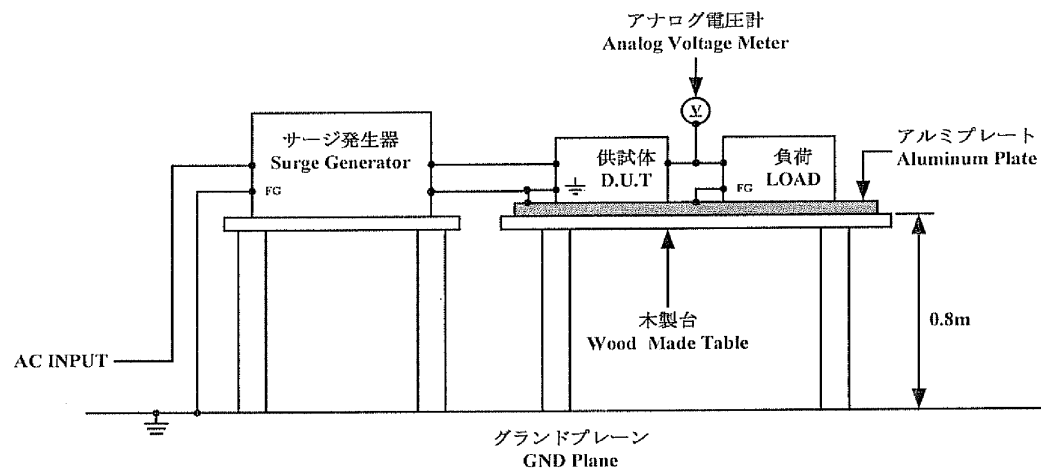 アナログ電圧計
Analog Voltage Meter
V
サージ発生器
Surge Generator
FG
供試体
D.U.T
負荷
LOAD
FG
アルミプレート
Aluminum Plate
木製台
Wood Made Table
0.8m
AC INPUT
グランドプレーン
GND Plane